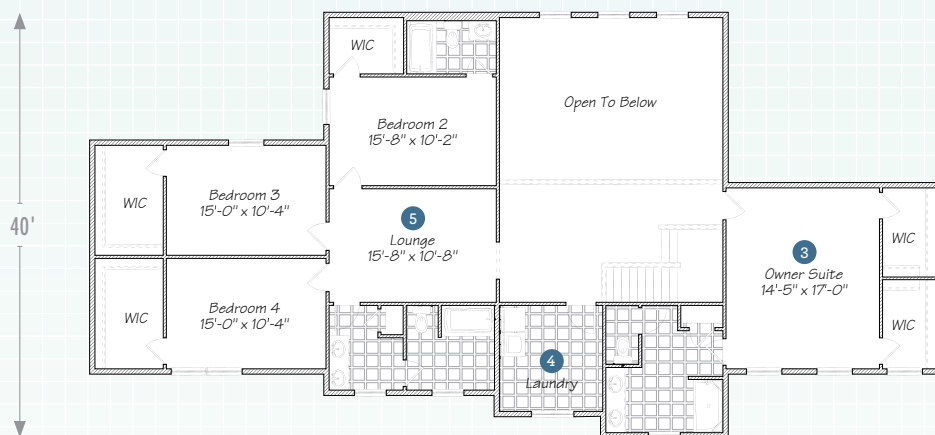 WIC
Open To Below
Bedroom 2
15'-8" x 10'-2"
Bedroom 3
15'-0" x 10'-4"
WIC
40'
5
Lounge
15'-8" x 10'-8"
3
Owner Suite
14'-5" x 17'-0"
WIC
Bedroom 4
15'-0" x 10'-4"
WIC
WIC
4
Laundry